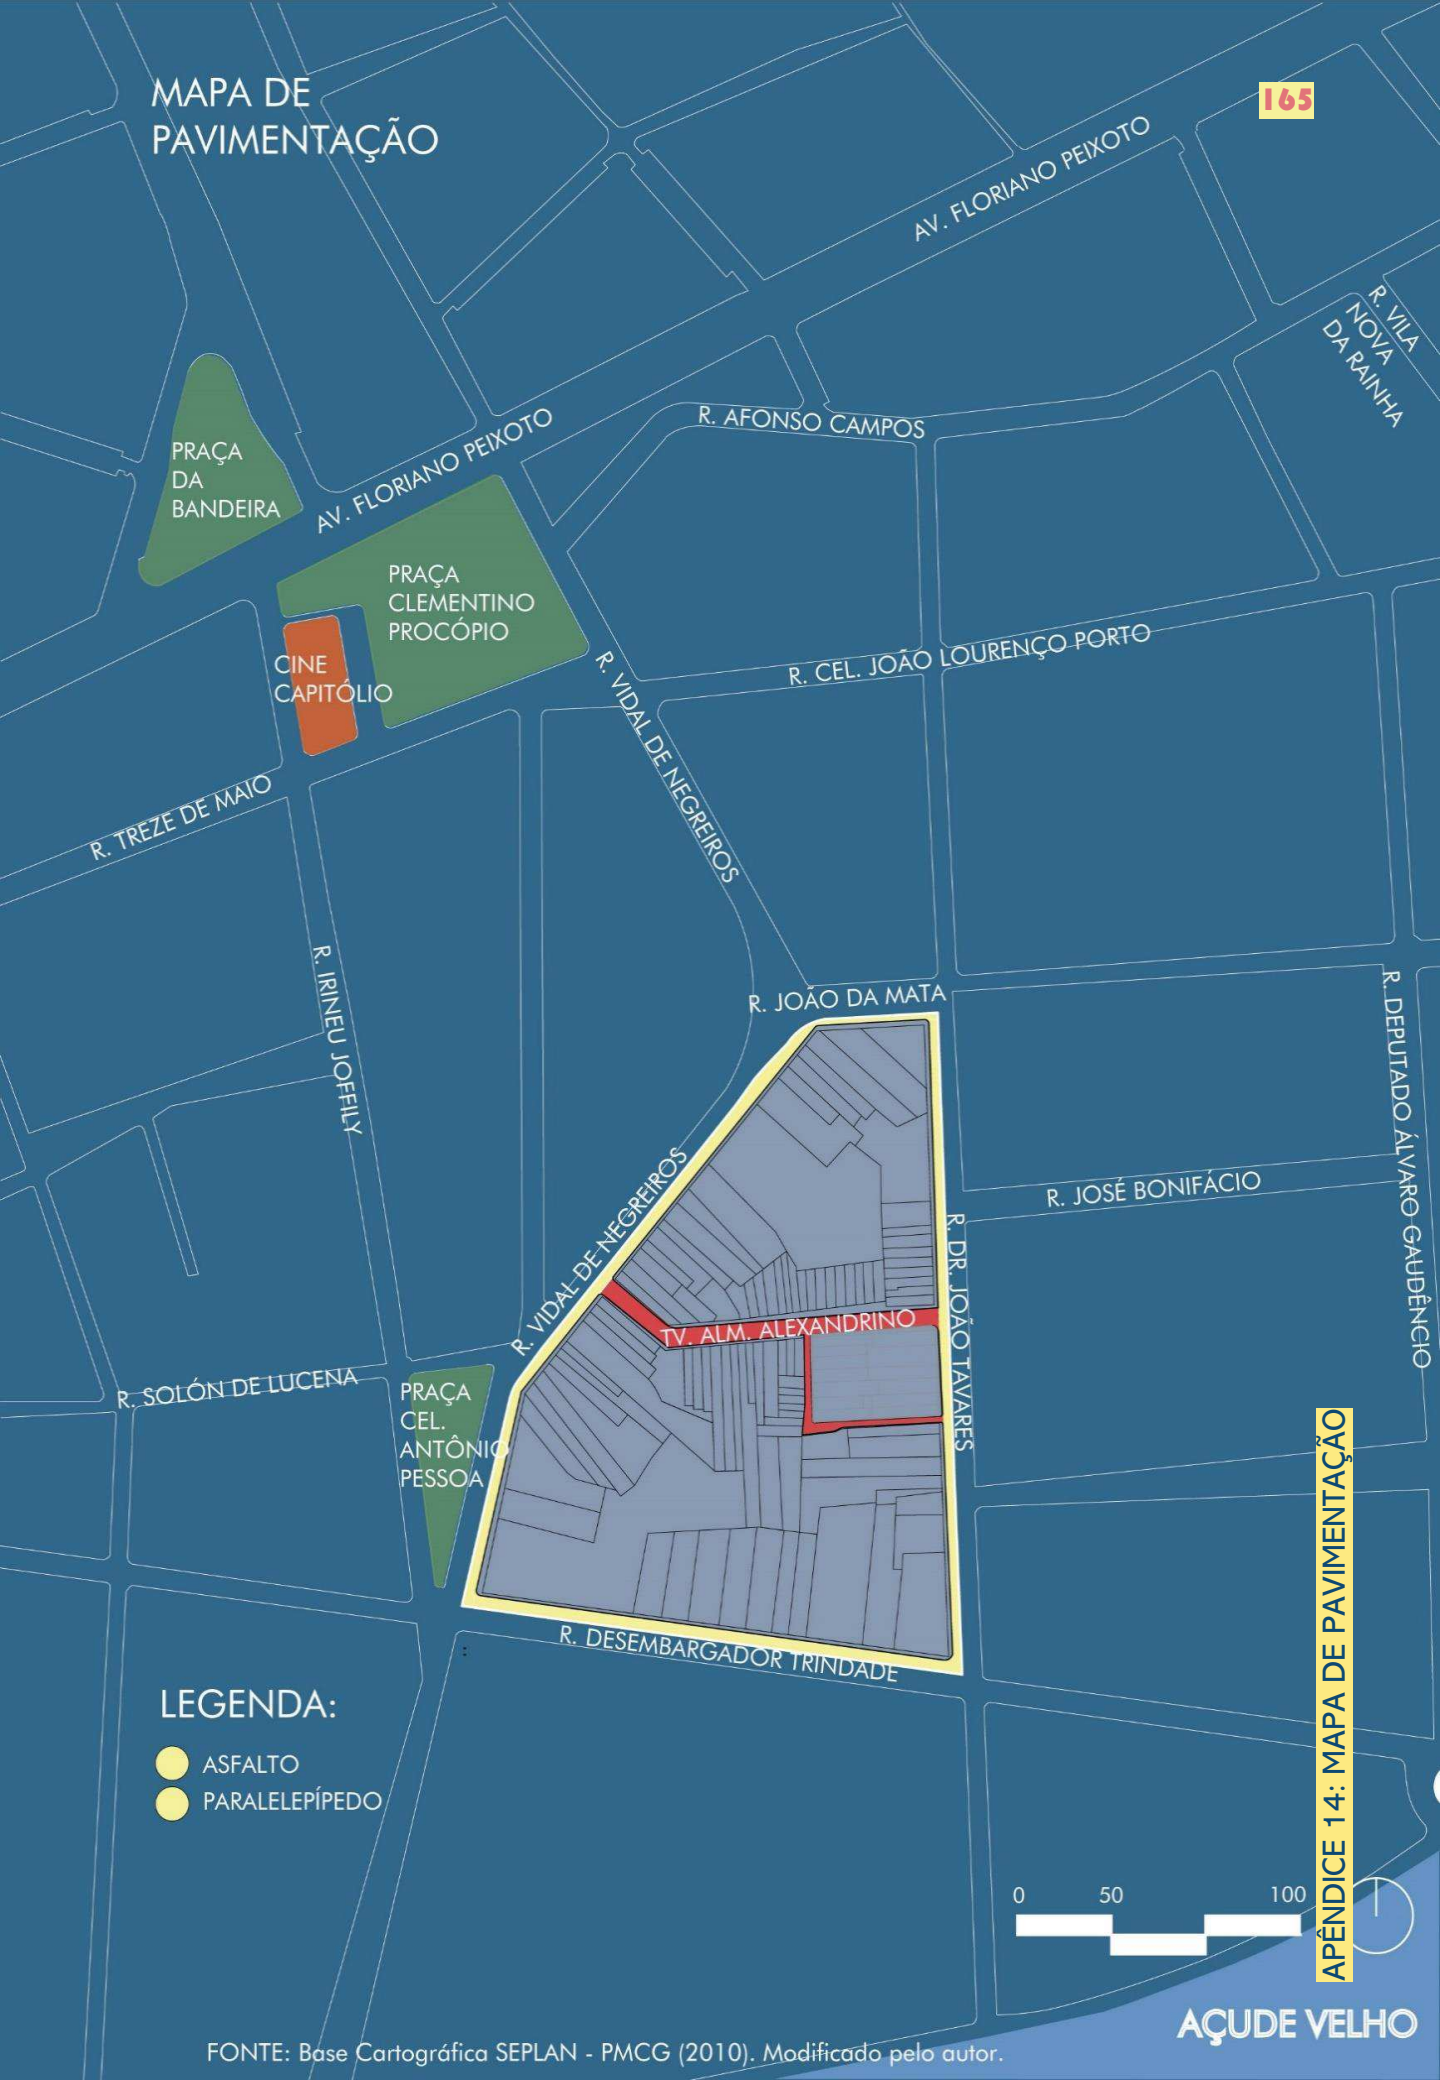 MAPA DE
PAVIMENTAÇÃO
165
AV. FLORIANO PEIXOTO
R. VILA
NOVA
DA RAINHA
R. AFONSO CAMPOS
AV. FLORIANO PEIXOTO
PRAÇA
DA
BANDEIRA
PRAÇA
CLEMENTINO
PROCÓPIO
CINE
CAPITÓLIO
R. CEL. JOÃO LOURENÇO PORTO
R. VIDAL DE NEGREIROS
R. TREZE DE MAIO
R. IRINEU JOFFILY
R. JOÃO DA MATA
R. DEPUTADO ÁLVARO GAUDÊNCIO
R. JOSÉ BONIFÁCIO
R. VIDAL DE NEGREIROS
R. DR. JOÃO TAVARES
TV. ALM. ALEXANDRINO
R. SOLÓN DE LUCENA
PRAÇA
CEL.
ANTÔNIO
PESSOA
R. DESEMBARGADOR TRINDADE
:
LEGENDA:
ASFALTO
PARALELEPÍPEDO
APÊNDICE 14: MAPA DE PAVIMENTAÇÃO
0 50 100
AÇUDE VELHO
FONTE: Base Cartográfica SEPLAN - PMCG (2010). Modificado pelo autor.